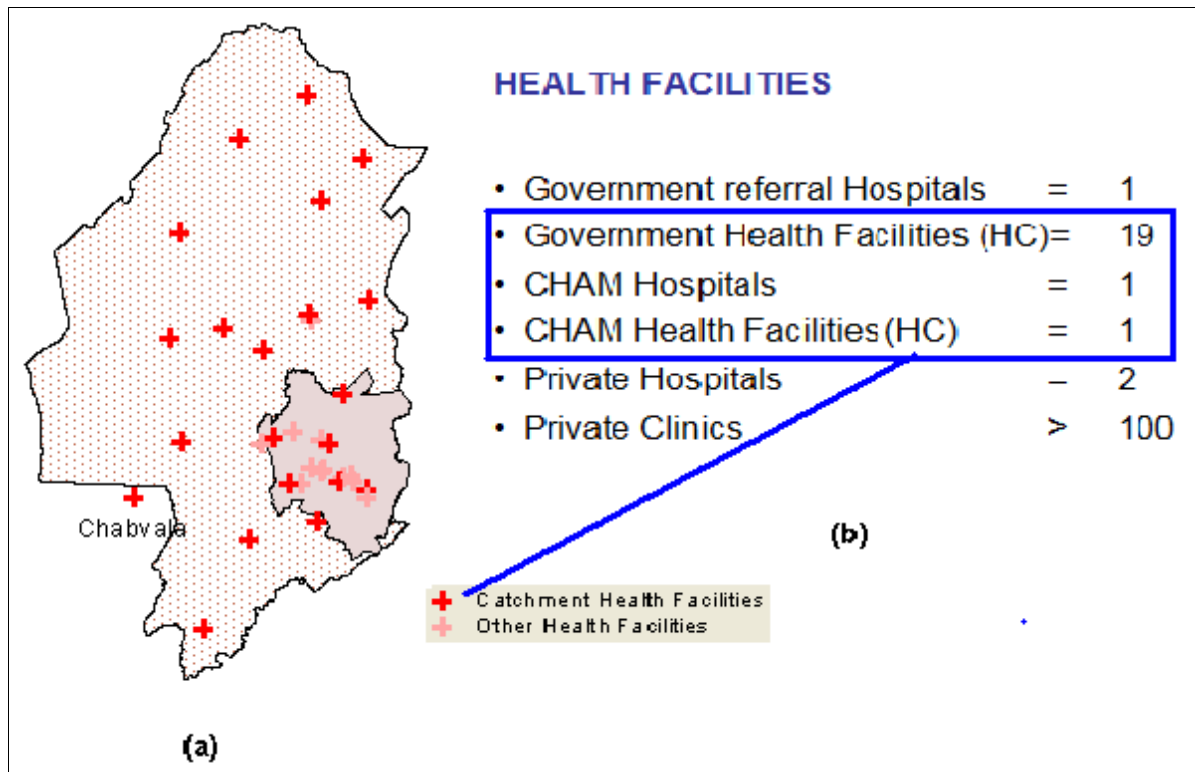 HEALTH FACILITIES
• Government referral Hospitals = 1
• Government Health Facilities (HC)= 19
• CHAM Hospitals = 1
• CHAM Health Facilities(HC) = 1
• Private Hospitals – 2
• Private Clinics > 100
Chabvala
(b)
Catchment Health Facilities
Other Health Facilities
(a)